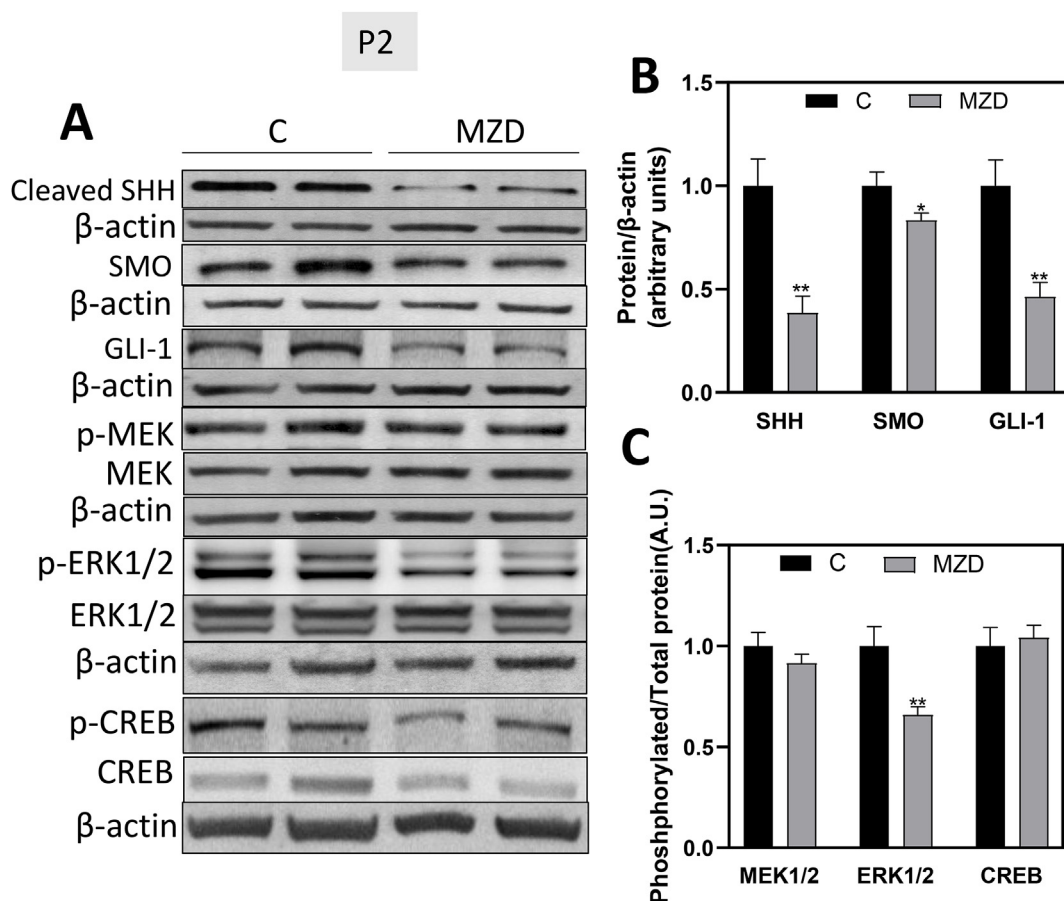 P2
A
C MZD
Cleaved SHH
β-actin
SMO
β-actin
GLI-1
β-actin
p-MEK
MEK
β-actin
p-ERK1/2
ERK1/2
β-actin
p-CREB
CREB
β-actin
B
Protein/β-actin
(arbitrary units)
1.5
1.0
0.5
0.0
C MZD
**
*
**
SHH SMO GLI-1
C
Phoshphorylated/Total protein(A.U.)
1.5
1.0
0.5
0.0
C MZD
**
MEK1/2 ERK1/2 CREB